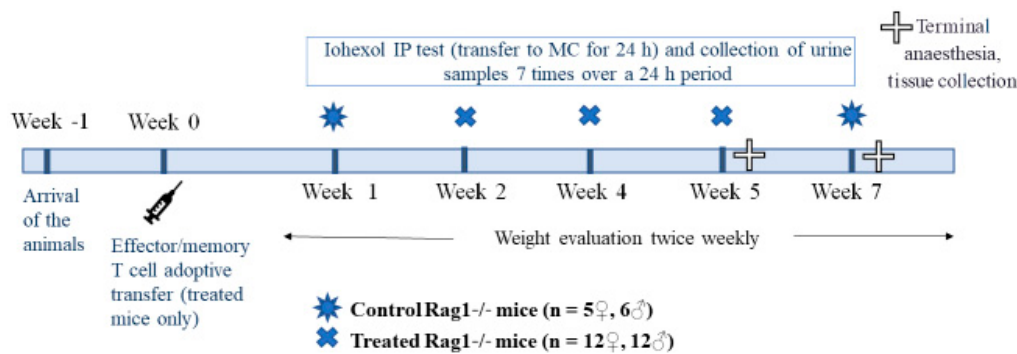 Iohexol IP test (transfer to MC for 24 h) and collection of urine
samples 7 times over a 24 h period
Terminal
anaesthesia,
tissue collection
Week -1
Week 0
Week 1
Week 2
Week 4
Week 5
Week 7
Arrival
of the
animals
Effector/memory
T cell adoptive
transfer (treated
mice only)
Weight evaluation twice weekly
Control Rag1-/- mice (n = 5♀, 6♂)
Treated Rag1-/- mice (n = 12♀, 12♂)